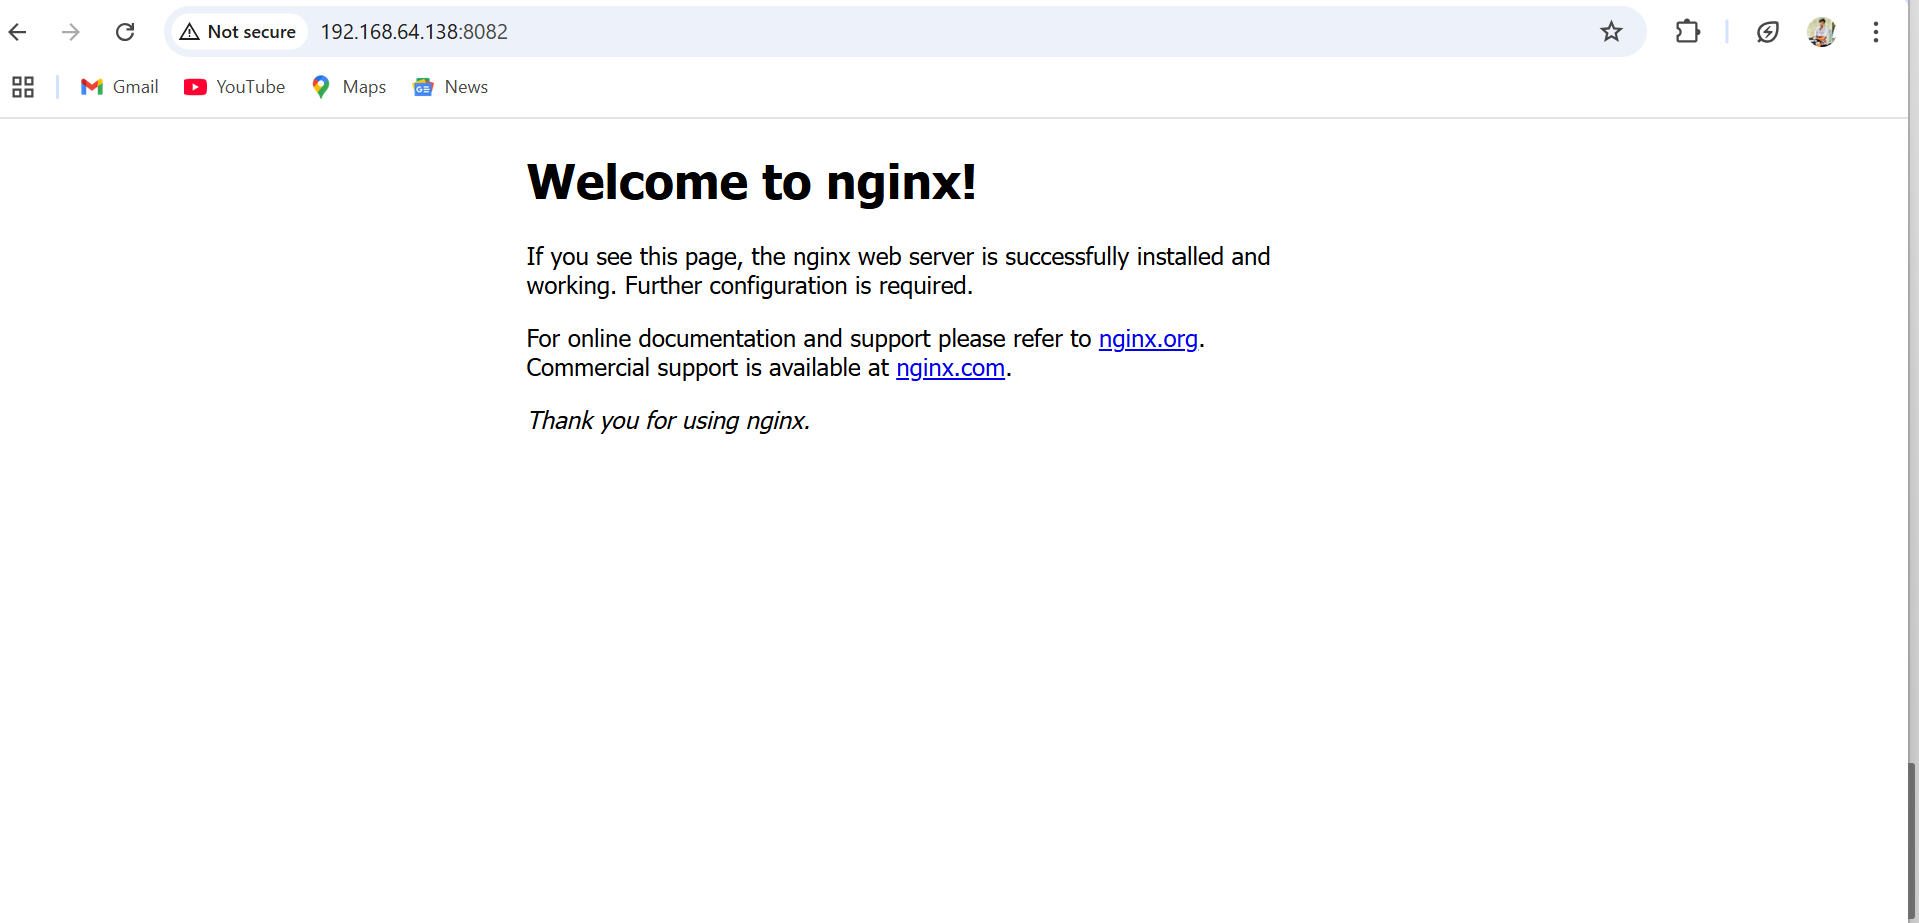 Not secure 192.168.64.138:8082
Gmail YouTube Maps News
Welcome to nginx!
If you see this page, the nginx web server is successfully installed and
working. Further configuration is required.
For online documentation and support please refer to nginx.org.
Commercial support is available at nginx.com.
Thank you for using nginx.